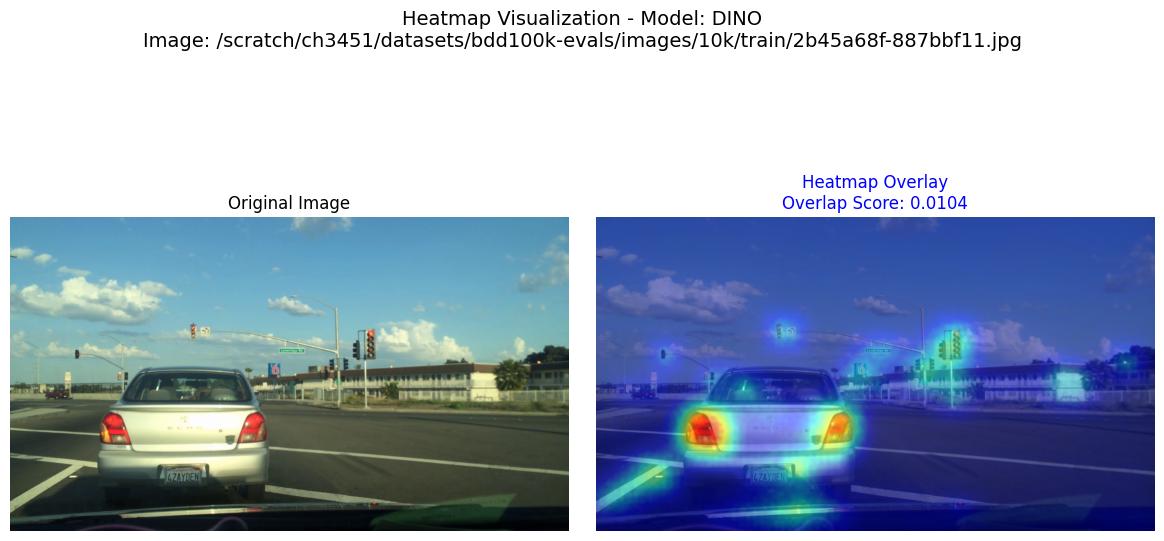 Heatmap Visualization - Model: DINO
Image: /scratch/ch3451/datasets/bdd100k-evals/images/10k/train/2b45a68f-887bbf11.jpg
Original Image
Heatmap Overlay
Overlap Score: 0.0104